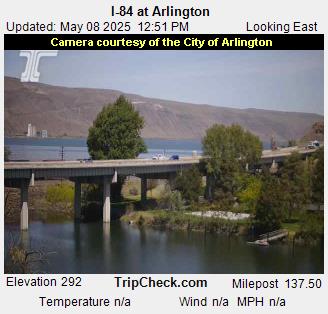 I-84 at Arlington
Updated: May 08 2025 12:51 PM Looking East
Camera courtesy of the City of Arlington
Elevation 292 TripCheck.com Milepost 137.50
Temperature n/a Wind n/a MPH n/a